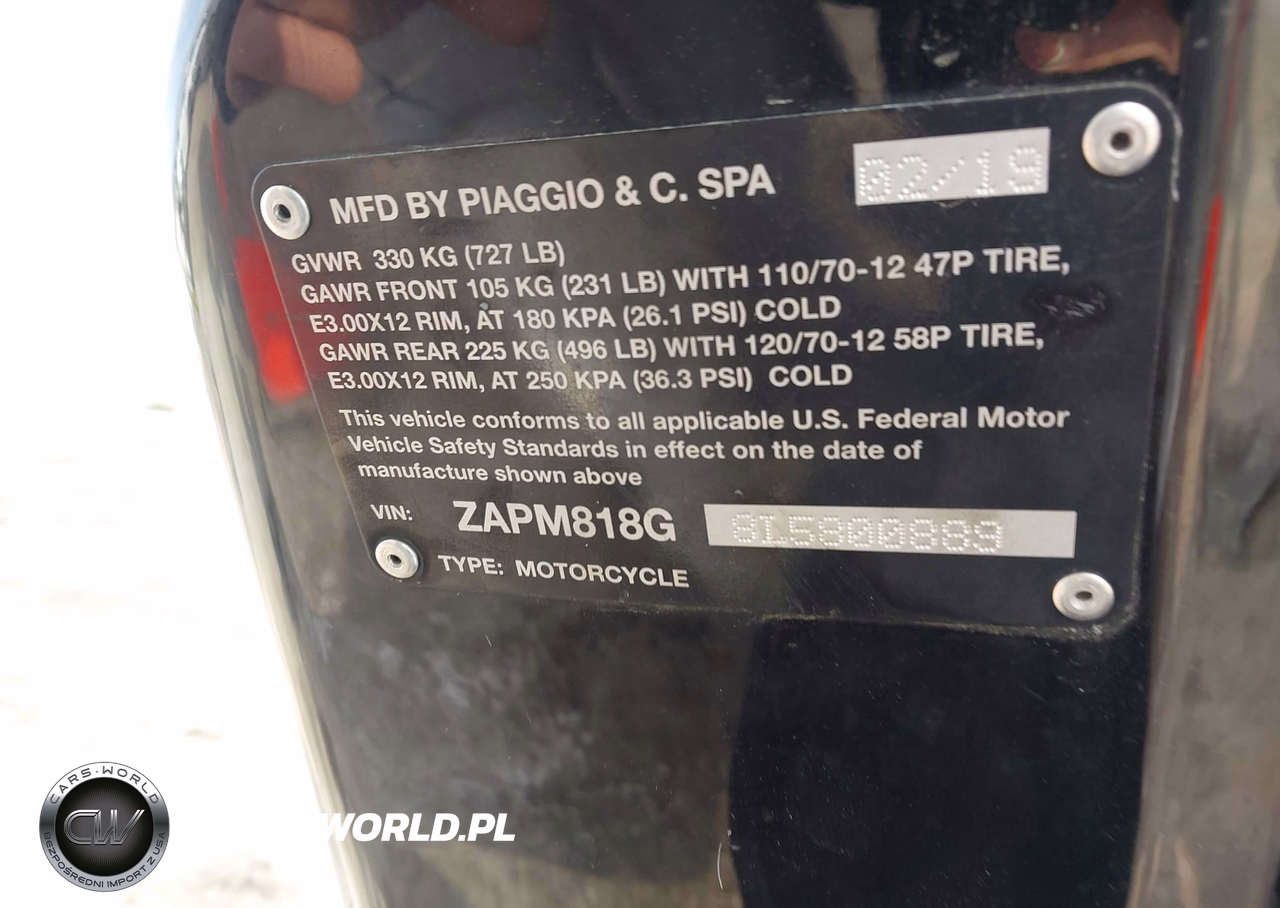 MFD BY PIAGGIO & C. SPA 02/19
GVWR 330 KG (727 LB)
GAWR FRONT 105 KG (231 LB) WITH 110/70-12 47P TIRE,
E3.00X12 RIM, AT 180 KPA (26.1 PSI) COLD
GAWR REAR 225 KG (496 LB) WITH 120/70-12 58P TIRE,
E3.00X12 RIM, AT 250 KPA (36.3 PSI) COLD
This vehicle conforms to all applicable U.S. Federal Motor
Vehicle Safety Standards in effect on the date of
manufacture shown above
VIN: ZAPM818G 8L5800889
TYPE: MOTORCYCLE
CARS-WORLD
CW
BEZPOŚREDNI IMPORT Z USA
WORLD.PL